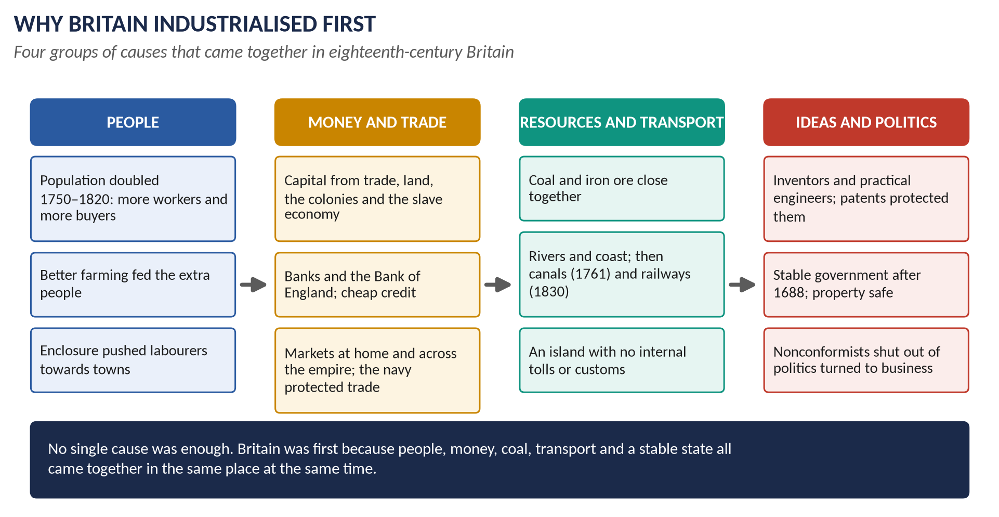 WHY BRITAIN INDUSTRIALISED FIRST
Four groups of causes that came together in eighteenth-century Britain
PEOPLE
Population doubled
1750–1820: more workers and
more buyers
Better farming fed the extra
people
Enclosure pushed labourers
towards towns
MONEY AND TRADE
Capital from trade, land,
the colonies and the slave
economy
Banks and the Bank of
England; cheap credit
Markets at home and across
the empire; the navy
protected trade
RESOURCES AND TRANSPORT
Coal and iron ore close
together
Rivers and coast; then
canals (1761) and railways
(1830)
An island with no internal
tolls or customs
IDEAS AND POLITICS
Inventors and practical
engineers; patents protected
them
Stable government after
1688; property safe
Nonconformists shut out of
politics turned to business
No single cause was enough. Britain was first because people, money, coal, transport and a stable state all
came together in the same place at the same time.